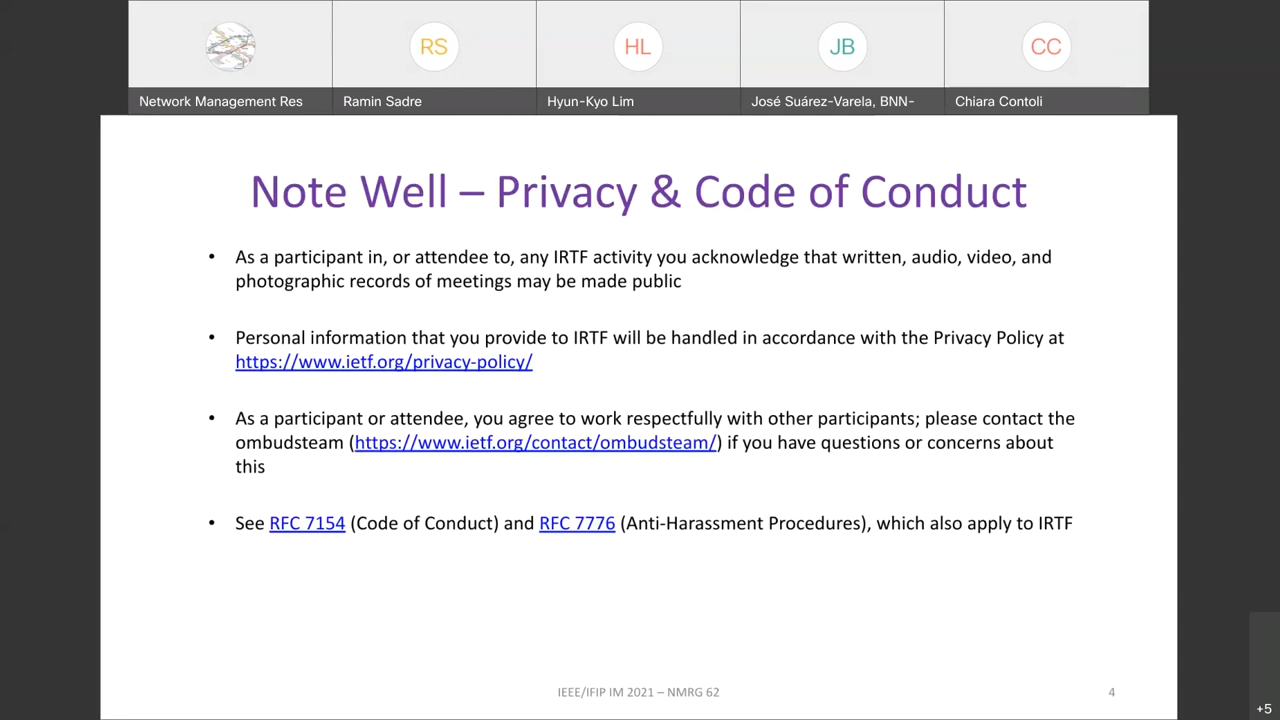 RS
HL
JB
CC
Network Management Res
Ramin Sadre
Hyun-Kyo Lim
José Suárez-Varela, BNN-
Chiara Contoli
Note Well – Privacy & Code of Conduct
• As a participant in, or attendee to, any IRTF activity you acknowledge that written, audio, video, and
photographic records of meetings may be made public
• Personal information that you provide to IRTF will be handled in accordance with the Privacy Policy at
https://www.ietf.org/privacy-policy/
• As a participant or attendee, you agree to work respectfully with other participants; please contact the
ombudsteam (https://www.ietf.org/contact/ombudsteam/) if you have questions or concerns about
this
• See RFC 7154 (Code of Conduct) and RFC 7776 (Anti-Harassment Procedures), which also apply to IRTF
IEEE/IFIP IM 2021 – NMRG 62
4
+5